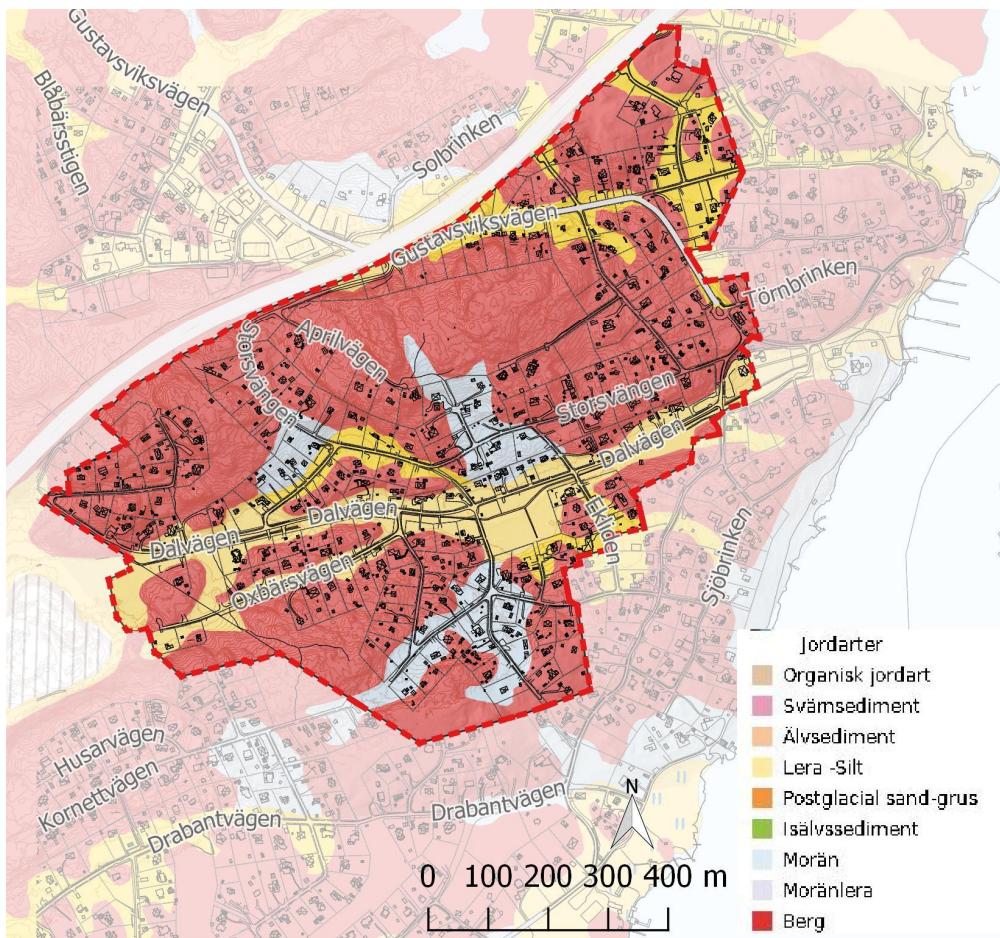 Gustavsviksvägen
Blåbärsstigen
Solbrinken
Gustavsviksvägen
Törnbrinken
Aprilvägen
Storsvängen
Storsvängen
Dalvägen
Dalvägen
Dalvägen
Ekliden
Oxbärsvägen
Sjöbrinken
Husarvägen
Kornettvägen
Drabantvägen
Drabantvägen
N
0 100 200 300 400 m
Jordarter
Organisk jordart
Svämsediment
Älvsediment
Lera -Silt
Postglacial sand-grus
Isälvssediment
Morän
Moränlera
Berg